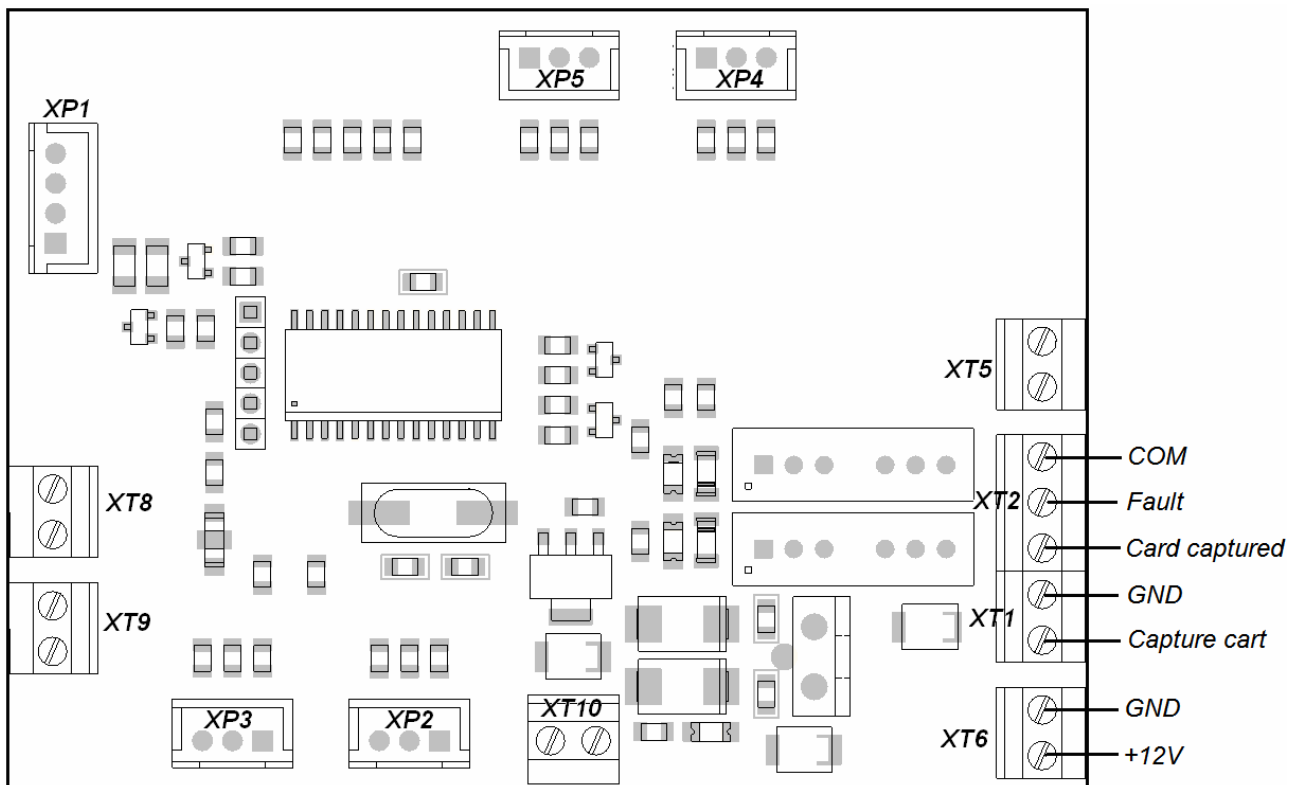 XP5
XP4
XP1
XT5
COM
XT8
XT2
Fault
Card captured
GND
XT9
XT1
Capture cart
XP3
XP2
XT10
GND
XT6
+12V